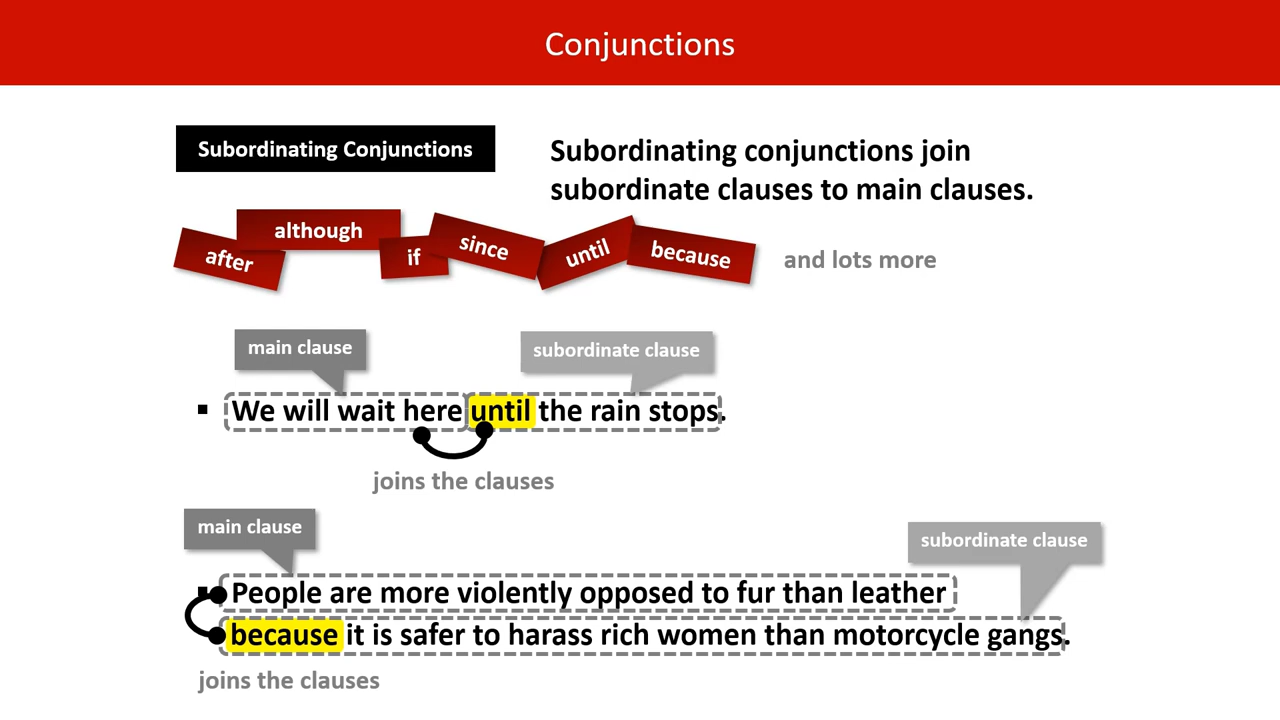 Conjunctions
Subordinating Conjunctions
Subordinating conjunctions join
subordinate clauses to main clauses.
after
although
if
since
until
because
and lots more
main clause
subordinate clause
▪ We will wait here until the rain stops.
joins the clauses
main clause
subordinate clause
▪ People are more violently opposed to fur than leather
because it is safer to harass rich women than motorcycle gangs.
joins the clauses